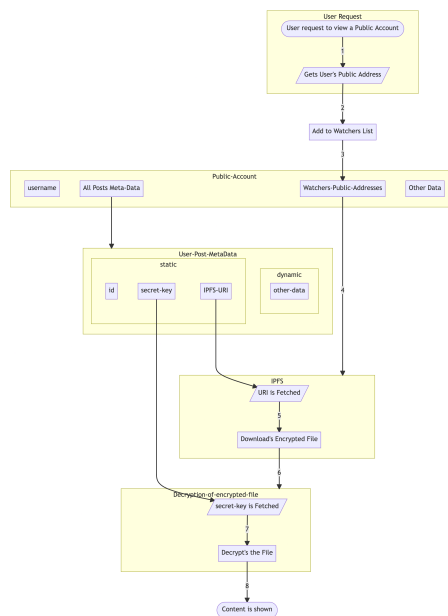 User Request
User request to view a Public Account
1
Gets User's Public Address
2
Add to Watchers List
3
Public-Account
username
All Posts Meta-Data
Watchers-Public-Addresses
Other Data
User-Post-MetaData
static
dynamic
id
secret-key
IPFS-URI
other-data
4
IPFS
URI is Fetched
5
Download's Encrypted File
6
Decryption-of-encrypted-file
secret-key is Fetched
7
Decrypt's the File
8
Content is shown